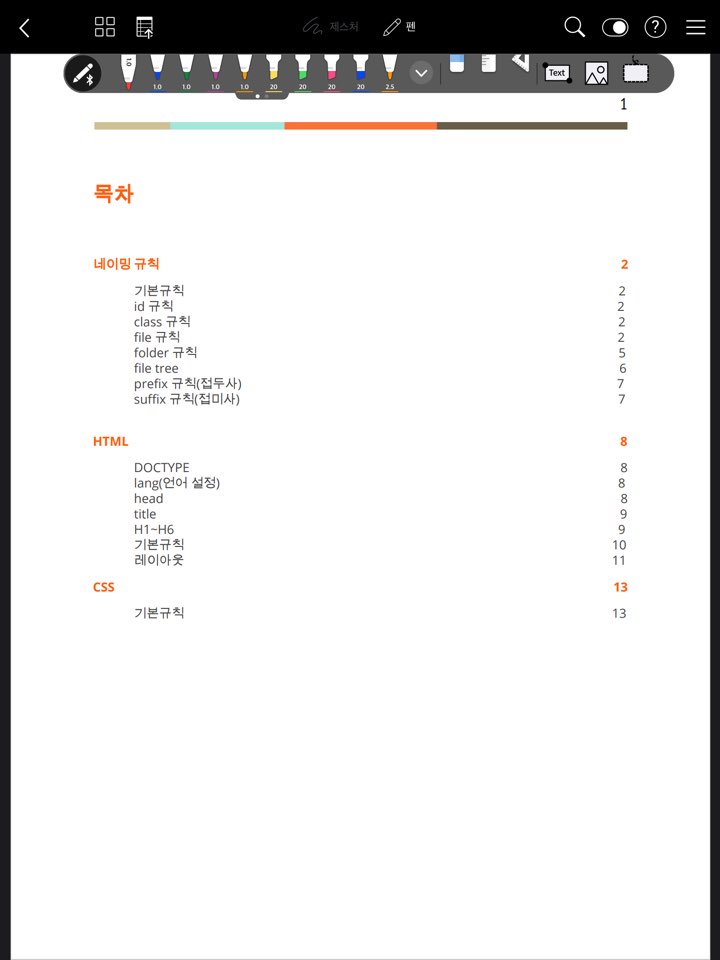 제스처 펜
1.0 1.0 1.0 1.0 1.0 20 20 20 20 2.5 Text
1
목차
네이밍 규칙 2
기본규칙 2
id 규칙 2
class 규칙 2
file 규칙 2
folder 규칙 5
file tree 6
prefix 규칙(접두사) 7
suffix 규칙(접미사) 7
HTML 8
DOCTYPE 8
lang(언어 설정) 8
head 8
title 9
H1~H6 9
기본규칙 10
레이아웃 11
CSS 13
기본규칙 13